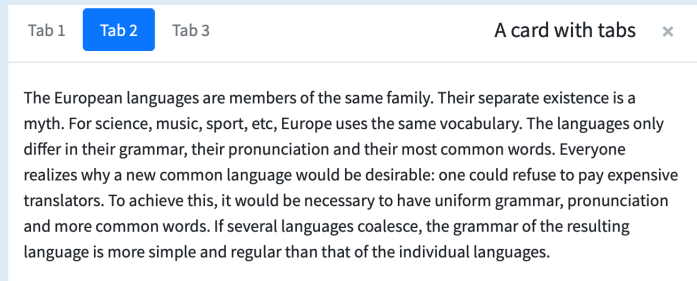 Tab 1 Tab 2 Tab 3 A card with tabs ×
The European languages are members of the same family. Their separate existence is a
myth. For science, music, sport, etc, Europe uses the same vocabulary. The languages only
differ in their grammar, their pronunciation and their most common words. Everyone
realizes why a new common language would be desirable: one could refuse to pay expensive
translators. To achieve this, it would be necessary to have uniform grammar, pronunciation
and more common words. If several languages coalesce, the grammar of the resulting
language is more simple and regular than that of the individual languages.